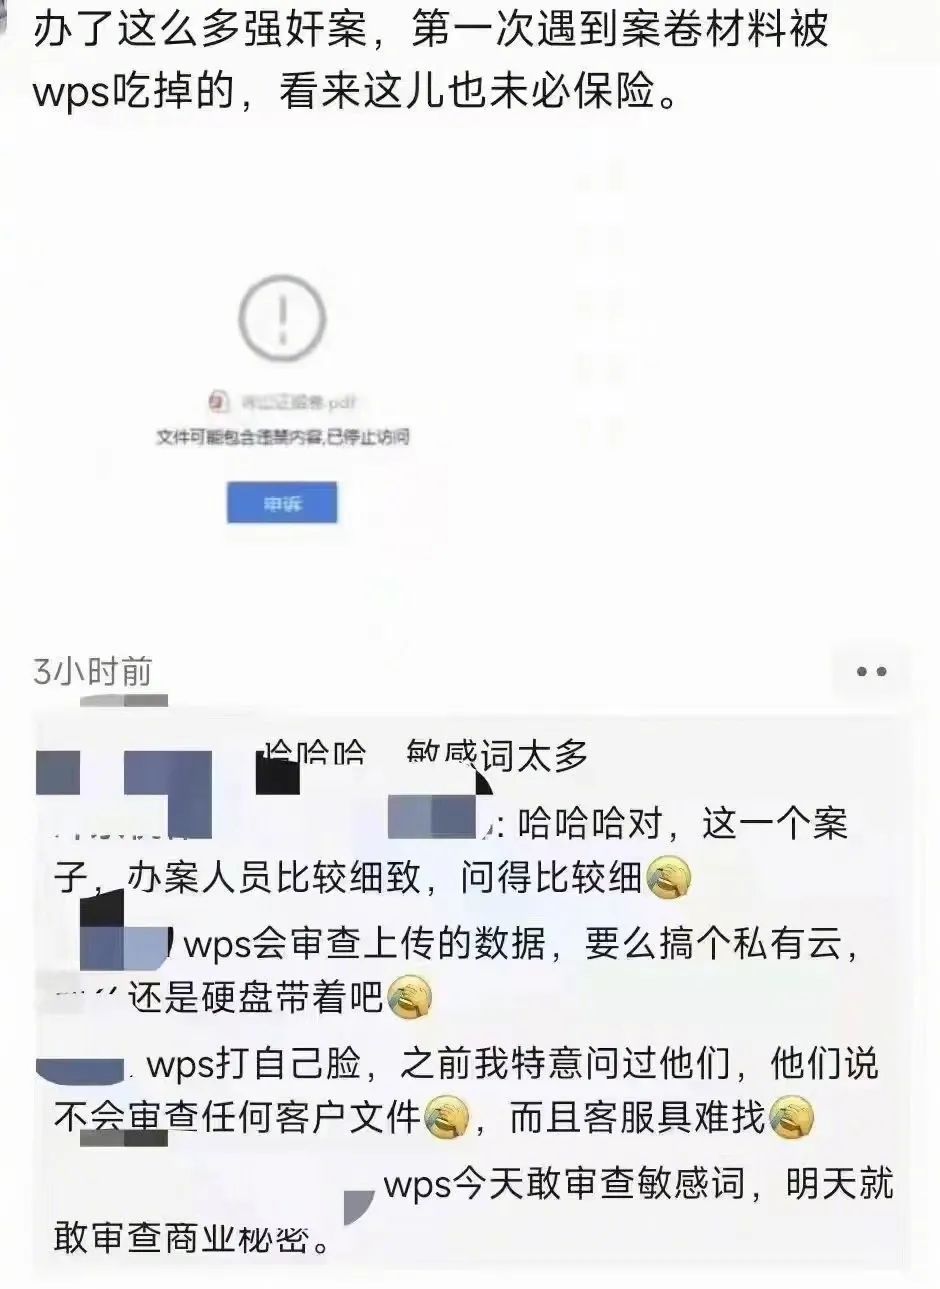 办了这么多强奸案，第一次遇到案卷材料被
wps吃掉的，看来这儿也未必保险。
.pdf
文件可能包含违禁内容,已停止访问
申诉
3小时前
哈哈哈 敏感词太多
: 哈哈哈对，这一个案
子，办案人员比较细致，问得比较细
wps会审查上传的数据，要么搞个私有云，
还是硬盘带着吧
wps打自己脸，之前我特意问过他们，他们说
不会审查任何客户文件，而且客服具难找
wps今天敢审查敏感词，明天就
敢审查商业秘密。